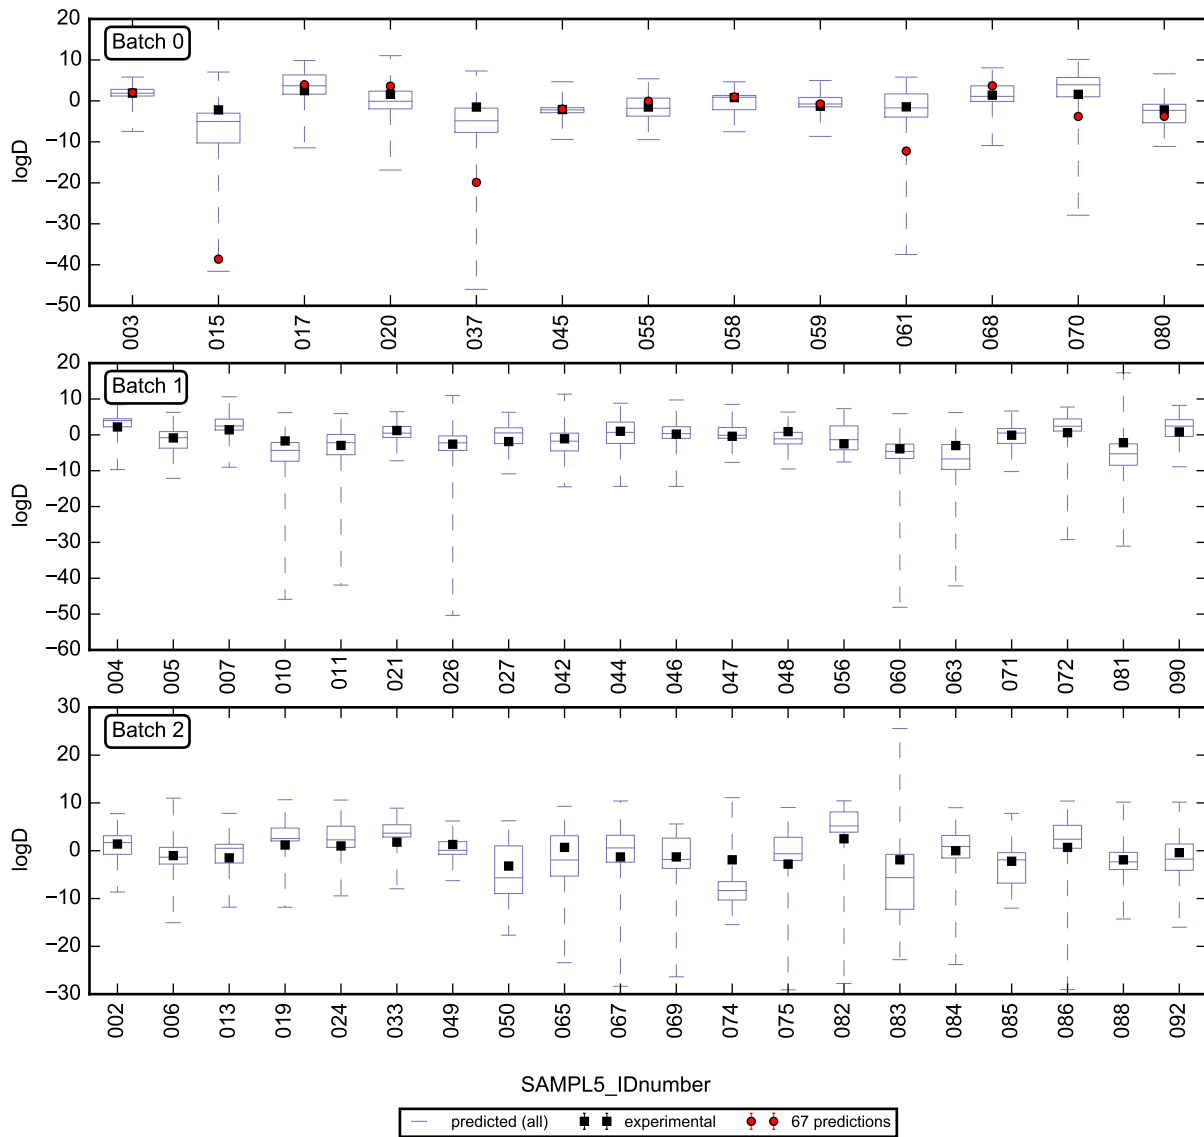 20
10
0
−10
−20
−30
−40
−50
logD
Batch 0
003 015 017 020 037 045 055 058 059 061 068 070 080
20
10
0
−10
−20
−30
−40
−50
−60
logD
Batch 1
004 005 007 010 011 021 026 027 042 044 046 047 048 056 060 063 071 072 081 090
30
20
10
0
−10
−20
−30
logD
Batch 2
002 006 013 019 024 033 049 050 065 067 069 074 075 082 083 084 085 086 088 092
SAMPL5_IDnumber
predicted (all) experimental 67 predictions